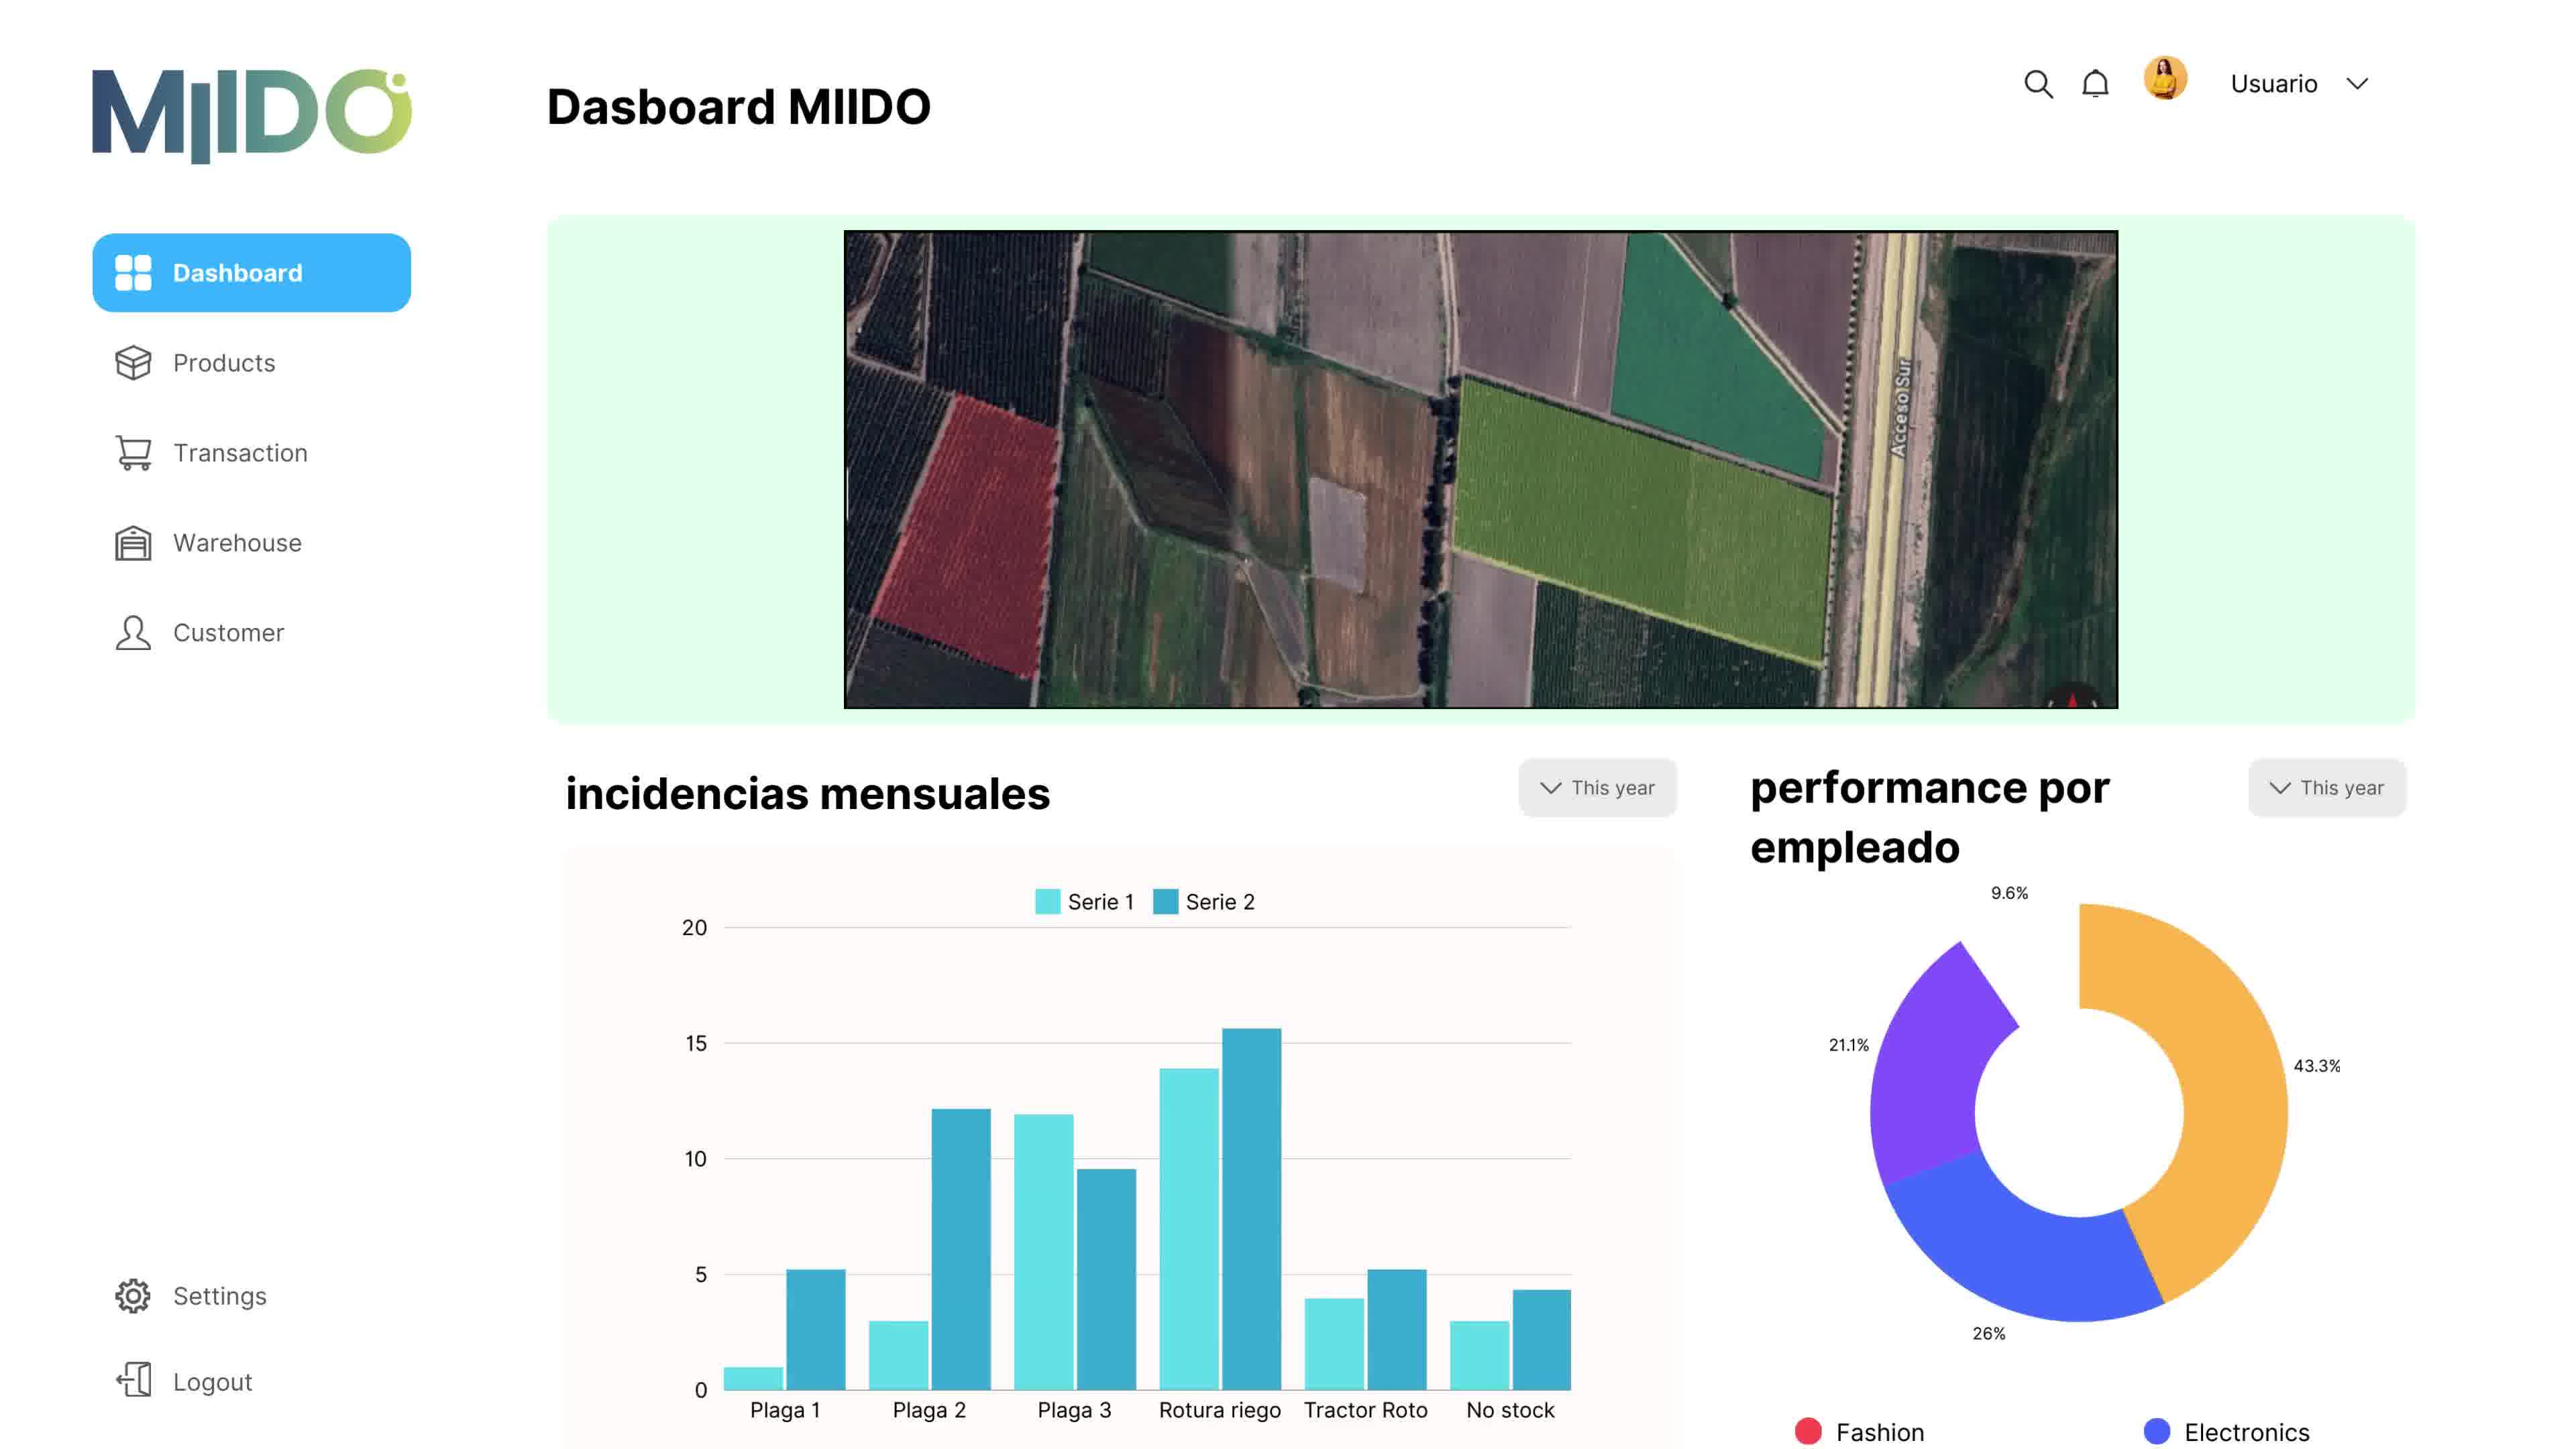 MIIDO
Dasboard MIIDO
Usuario
Dashboard
Products
Transaction
Warehouse
Customer
Settings
Logout
Acceso Sur
incidencias mensuales
This year
Serie 1
Serie 2
20
15
10
5
0
Plaga 1
Plaga 2
Plaga 3
Rotura riego
Tractor Roto
No stock
performance por
empleado
This year
9.6%
21.1%
43.3%
26%
Fashion
Electronics